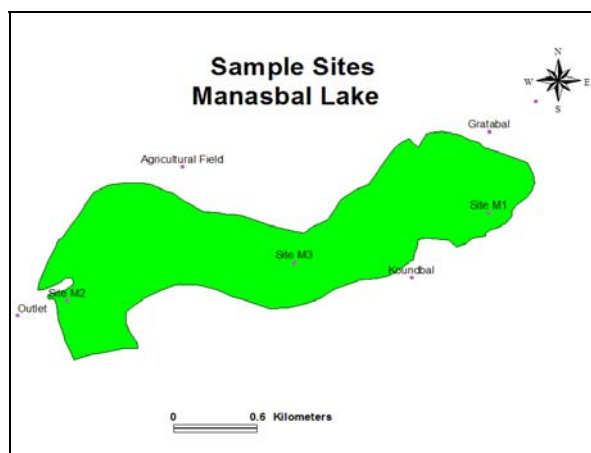 Sample Sites
Manasbal Lake
N
W E
S
Gratabal
Agricultural Field
Site M1
Site M3
Koundbal
Site M2
Outlet
0 0.6 Kilometers